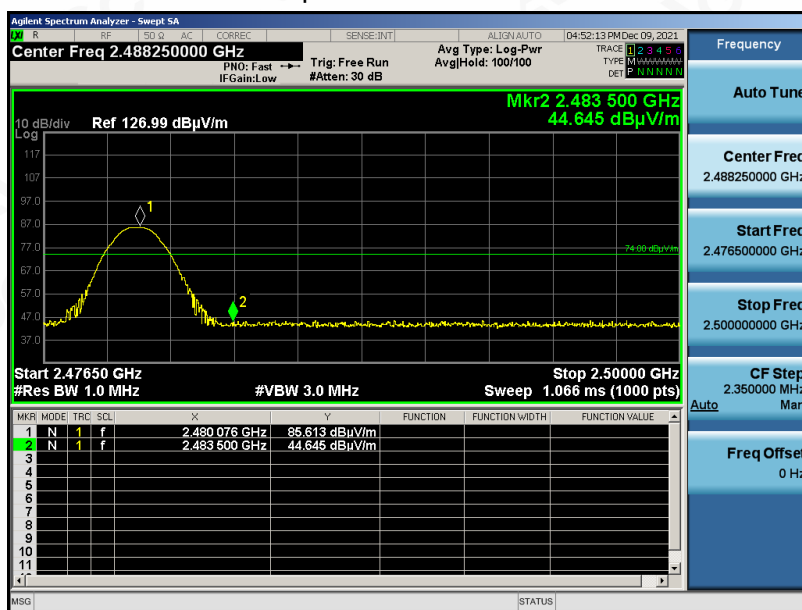 Agilent Spectrum Analyzer - Swept SA
LXI R RF 50 Ω AC CORREC SENSE:INT ALIGN AUTO 04:52:13 PM Dec 09, 2021
Center Freq 2.488250000 GHz
PNO: Fast
IFGain:Low
Trig: Free Run
#Atten: 30 dB
Avg Type: Log-Pwr
Avg|Hold: 100/100
TRACE 1 2 3 4 5 6
TYPE M
DET P N N N N N
Frequency
Mkr2 2.483 500 GHz
44.645 dBµV/m
10 dB/div Ref 126.99 dBµV/m
Log
117
107
97.0
87.0
77.0
67.0
57.0
47.0
37.0
1
2
74.00 dBµV/m
Start 2.47650 GHz Stop 2.50000 GHz
#Res BW 1.0 MHz #VBW 3.0 MHz Sweep 1.066 ms (1000 pts)
MKR MODE TRC SCL X Y FUNCTION FUNCTION WIDTH FUNCTION VALUE
1 N 1 f 2.480 076 GHz 85.613 dBµV/m
2 N 1 f 2.483 500 GHz 44.645 dBµV/m
3
4
5
6
7
8
9
10
11
MSG STATUS
Auto Tune
Center Freq
2.488250000 GHz
Start Freq
2.476500000 GHz
Stop Freq
2.500000000 GHz
CF Step
2.350000 MHz
Auto Man
Freq Offset
0 Hz